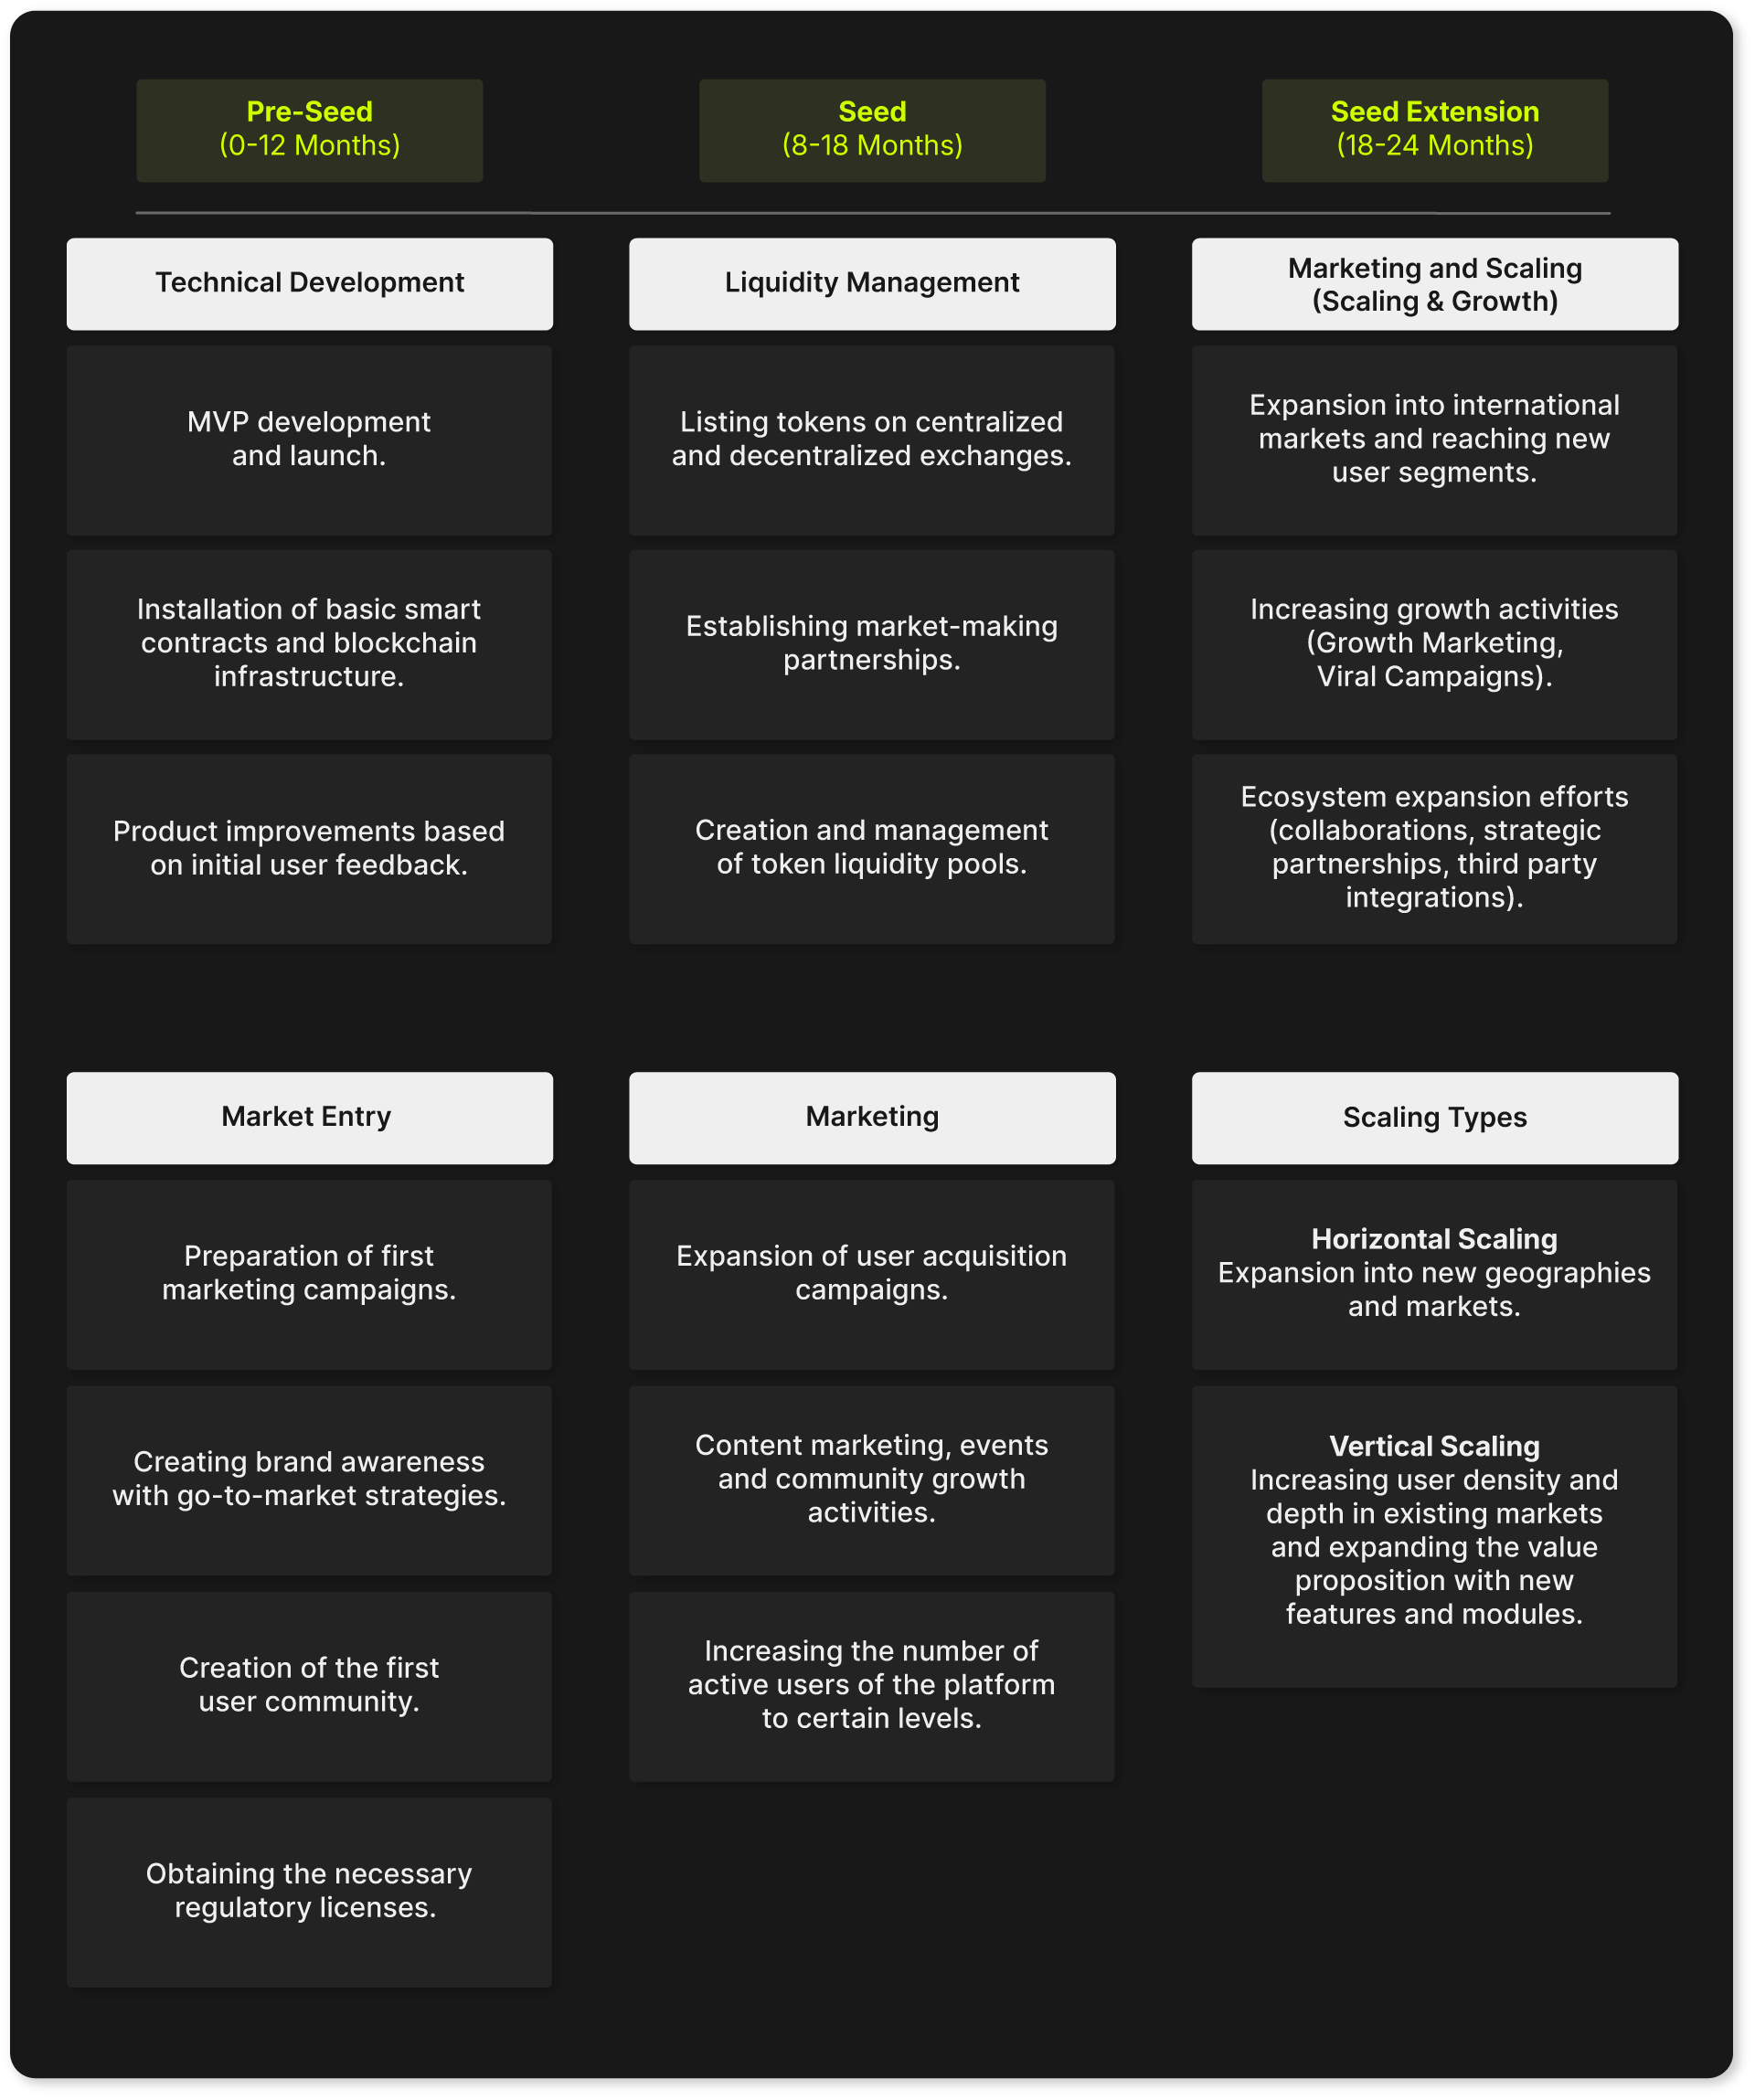 Pre-Seed
(0-12 Months)
Seed
(8-18 Months)
Seed Extension
(18-24 Months)
Technical Development
MVP development
and launch.
Installation of basic smart
contracts and blockchain
infrastructure.
Product improvements based
on initial user feedback.
Liquidity Management
Listing tokens on centralized
and decentralized exchanges.
Establishing market-making
partnerships.
Creation and management
of token liquidity pools.
Marketing and Scaling
(Scaling & Growth)
Expansion into international
markets and reaching new
user segments.
Increasing growth activities
(Growth Marketing,
Viral Campaigns).
Ecosystem expansion efforts
(collaborations, strategic
partnerships, third party
integrations).
Market Entry
Preparation of first
marketing campaigns.
Creating brand awareness
with go-to-market strategies.
Creation of the first
user community.
Obtaining the necessary
regulatory licenses.
Marketing
Expansion of user acquisition
campaigns.
Content marketing, events
and community growth
activities.
Increasing the number of
active users of the platform
to certain levels.
Scaling Types
Horizontal Scaling
Expansion into new geographies
and markets.
Vertical Scaling
Increasing user density and
depth in existing markets
and expanding the value
proposition with new
features and modules.